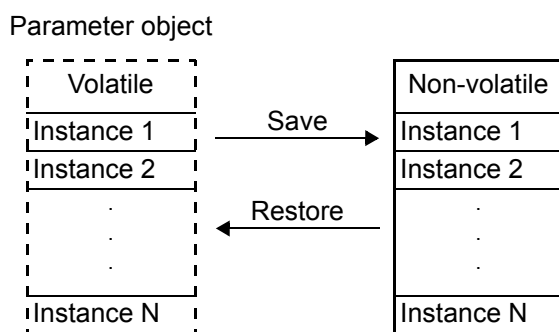 Parameter object
Volatile
Non-volatile
Instance 1
Save
Instance 1
Instance 2
Instance 2
.
.
Restore
.
.
.
.
Instance N
Instance N